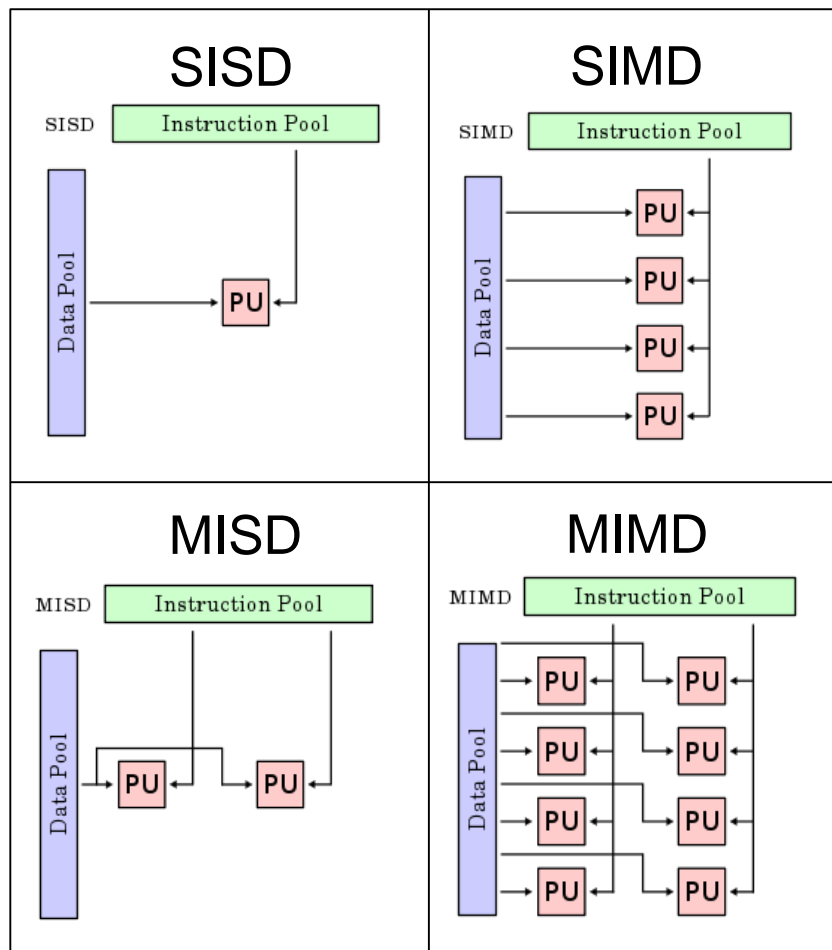 SISD
SISD Instruction Pool
Data Pool
PU
SIMD
SIMD Instruction Pool
Data Pool
PU
PU
PU
PU
MISD
MISD Instruction Pool
Data Pool
PU PU
MIMD
MIMD Instruction Pool
Data Pool
PU PU
PU PU
PU PU
PU PU